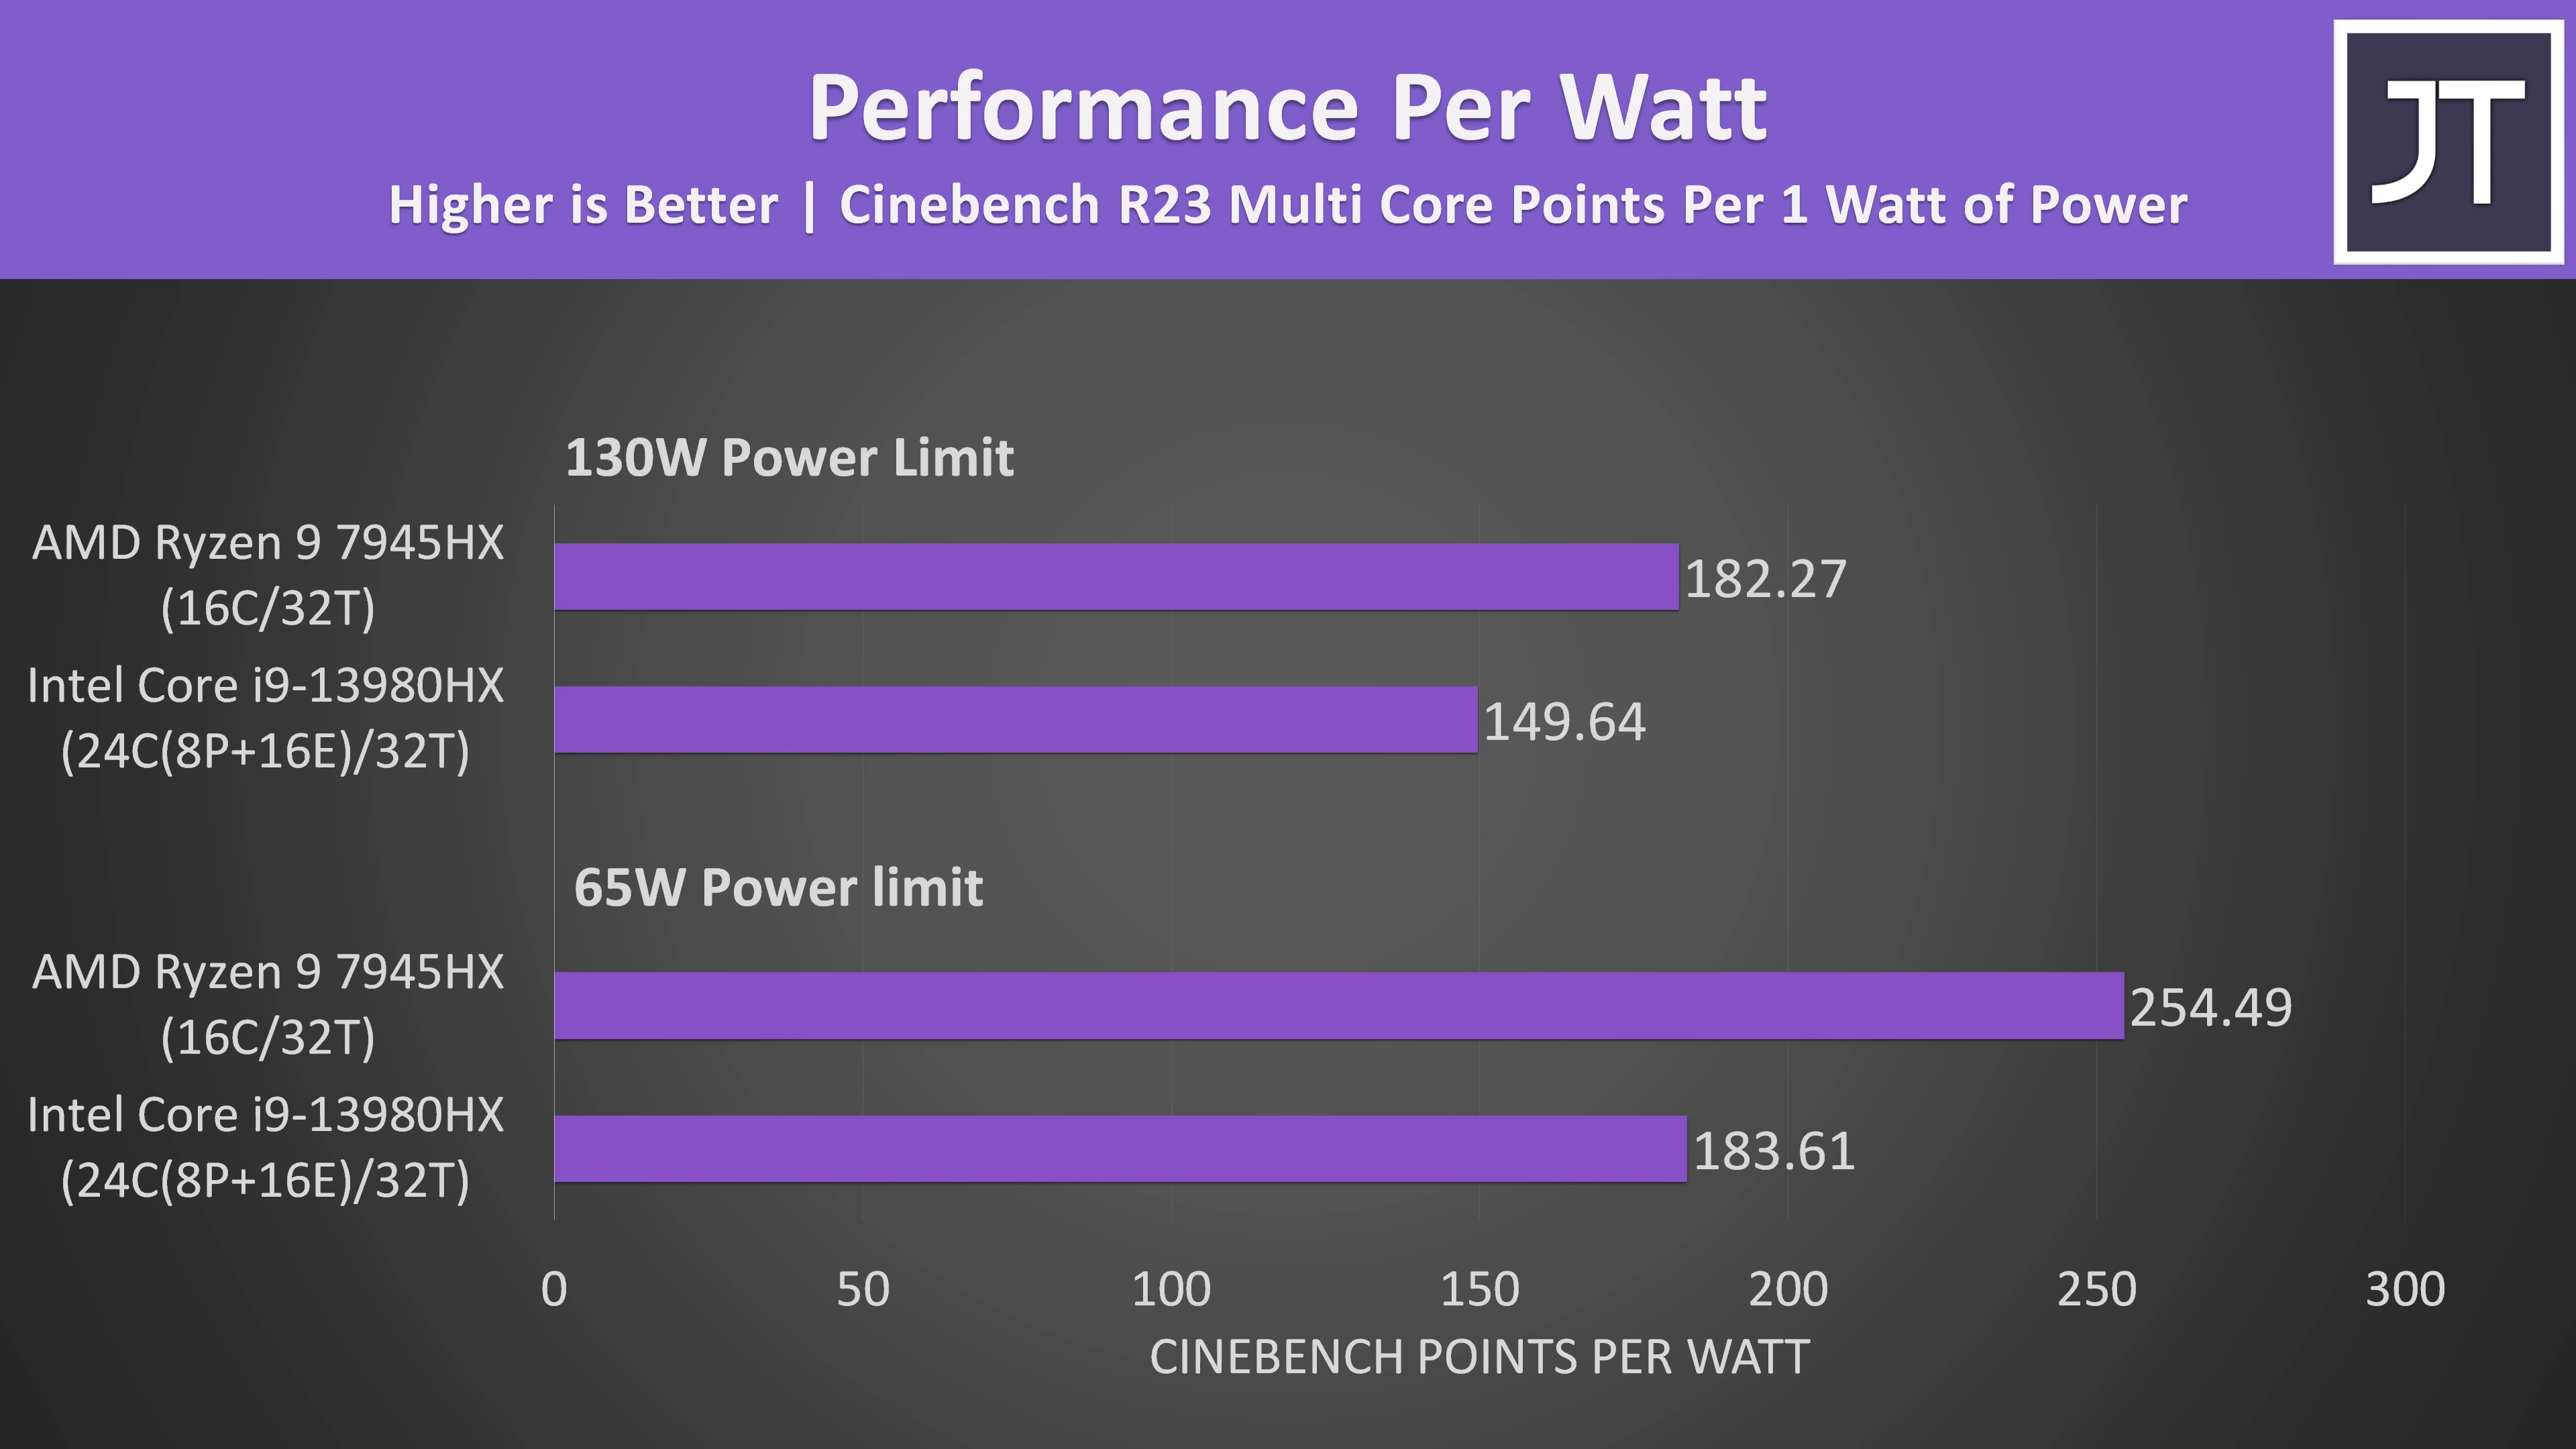 Performance Per Watt
Higher is Better | Cinebench R23 Multi Core Points Per 1 Watt of Power
JT
130W Power Limit
AMD Ryzen 9 7945HX
(16C/32T)
182.27
Intel Core i9-13980HX
(24C(8P+16E)/32T)
149.64
65W Power limit
AMD Ryzen 9 7945HX
(16C/32T)
254.49
Intel Core i9-13980HX
(24C(8P+16E)/32T)
183.61
0 50 100 150 200 250 300
CINEBENCH POINTS PER WATT